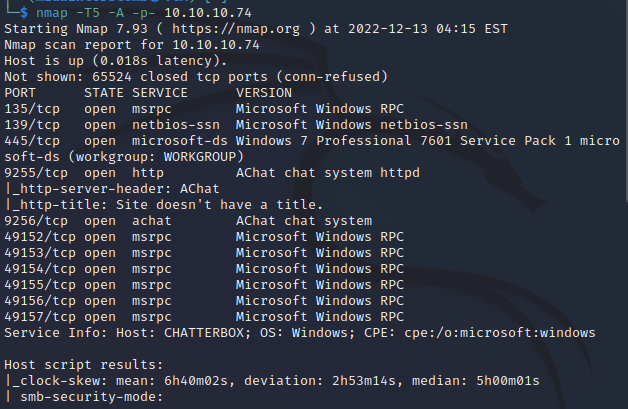 $ nmap -T5 -A -p- 10.10.10.74
Starting Nmap 7.93 ( https://nmap.org ) at 2022-12-13 04:15 EST
Nmap scan report for 10.10.10.74
Host is up (0.018s latency).
Not shown: 65524 closed tcp ports (conn-refused)
PORT      STATE SERVICE      VERSION
135/tcp   open  msrpc        Microsoft Windows RPC
139/tcp   open  netbios-ssn  Microsoft Windows netbios-ssn
445/tcp   open  microsoft-ds Windows 7 Professional 7601 Service Pack 1 micro
soft-ds (workgroup: WORKGROUP)
9255/tcp  open  http         AChat chat system httpd
|_http-server-header: AChat
|_http-title: Site doesn't have a title.
9256/tcp  open  achat        AChat chat system
49152/tcp open  msrpc        Microsoft Windows RPC
49153/tcp open  msrpc        Microsoft Windows RPC
49154/tcp open  msrpc        Microsoft Windows RPC
49155/tcp open  msrpc        Microsoft Windows RPC
49156/tcp open  msrpc        Microsoft Windows RPC
49157/tcp open  msrpc        Microsoft Windows RPC
Service Info: Host: CHATTERBOX; OS: Windows; CPE: cpe:/o:microsoft:windows

Host script results:
|_clock-skew: mean: 6h40m02s, deviation: 2h53m14s, median: 5h00m01s
| smb-security-mode: